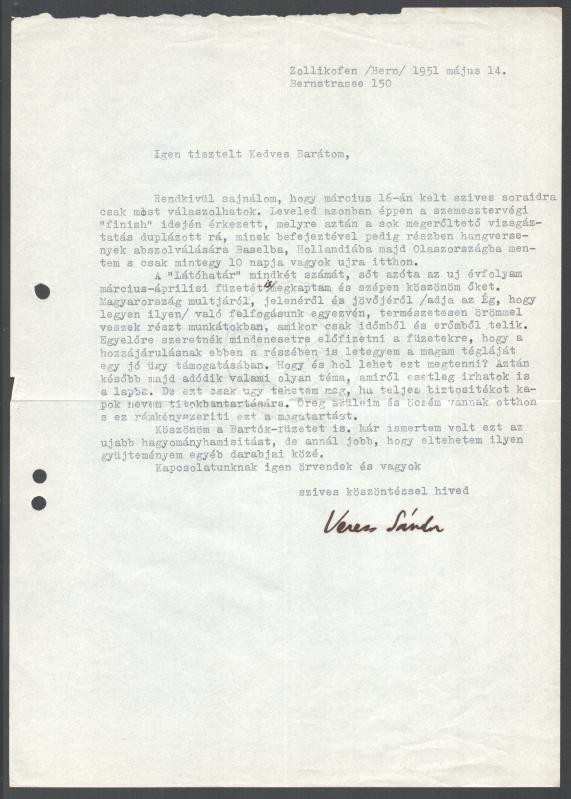 Zollikofen /Bern/ 1951 május 14.
Bernstrasse 150
Igen tisztelt Kedves Barátom,
Rendkivül sajnálom, hogy március 16-án kelt szives soraidra
csak most válaszolhatok. Leveled azonban éppen a szemesztervégi
"finish" idején érkezett, melyre aztán a sok megerőltető vizsgáz-
tatás duplázott rá, minek befejeztével pedig részben hangverse-
nyek abszolválására Baselba, Hollandiába majd Olaszországba men-
tem s csak mintegy 10 napja vagyok ujra itthon.
A "Látóhatár" mindkét számát, sőt azóta az uj évfolyam
március-áprilisi füzetét is/ megkaptam és szépen köszönöm őket.
Magyarország multjáról, jelenéről és jövőjéről /adja az Ég, hogy
legyen ilyen/ való felfogásunk egyezvén, természetesen örömmel
veszek részt munkátokban, amikor csak időmből és erőmből telik.
Egyelőre szeretnék mindenesetre előfizetni a füzetekre, hogy a
hozzájárulásnak ebben a részében is letegyem a magam tégláját
egy jó ügy támogatásában. Hogy és hol lehet ezt megtenni? Aztán
később majd adódik valami olyan téma, amiről esetleg irhatok is
a lapba. De ezt csak ugy tehetem meg, ha teljes biztositékot ka-
pok nevem titokbantartására. Öreg szüleim és öcsém vannak otthon
s ez rámkényszeriti ezt a magatartást.
Köszönöm a Bartók-füzetet is. Már ismertem volt ezt az
ujabb hagyományhamisitást, de annál jobb, hogy eltehetem ilyen
gyüjteményem egyéb darabjai közé.
Kapcsolatunknak igen örvendek és vagyok
szives köszöntéssel hived
Veress Sándor